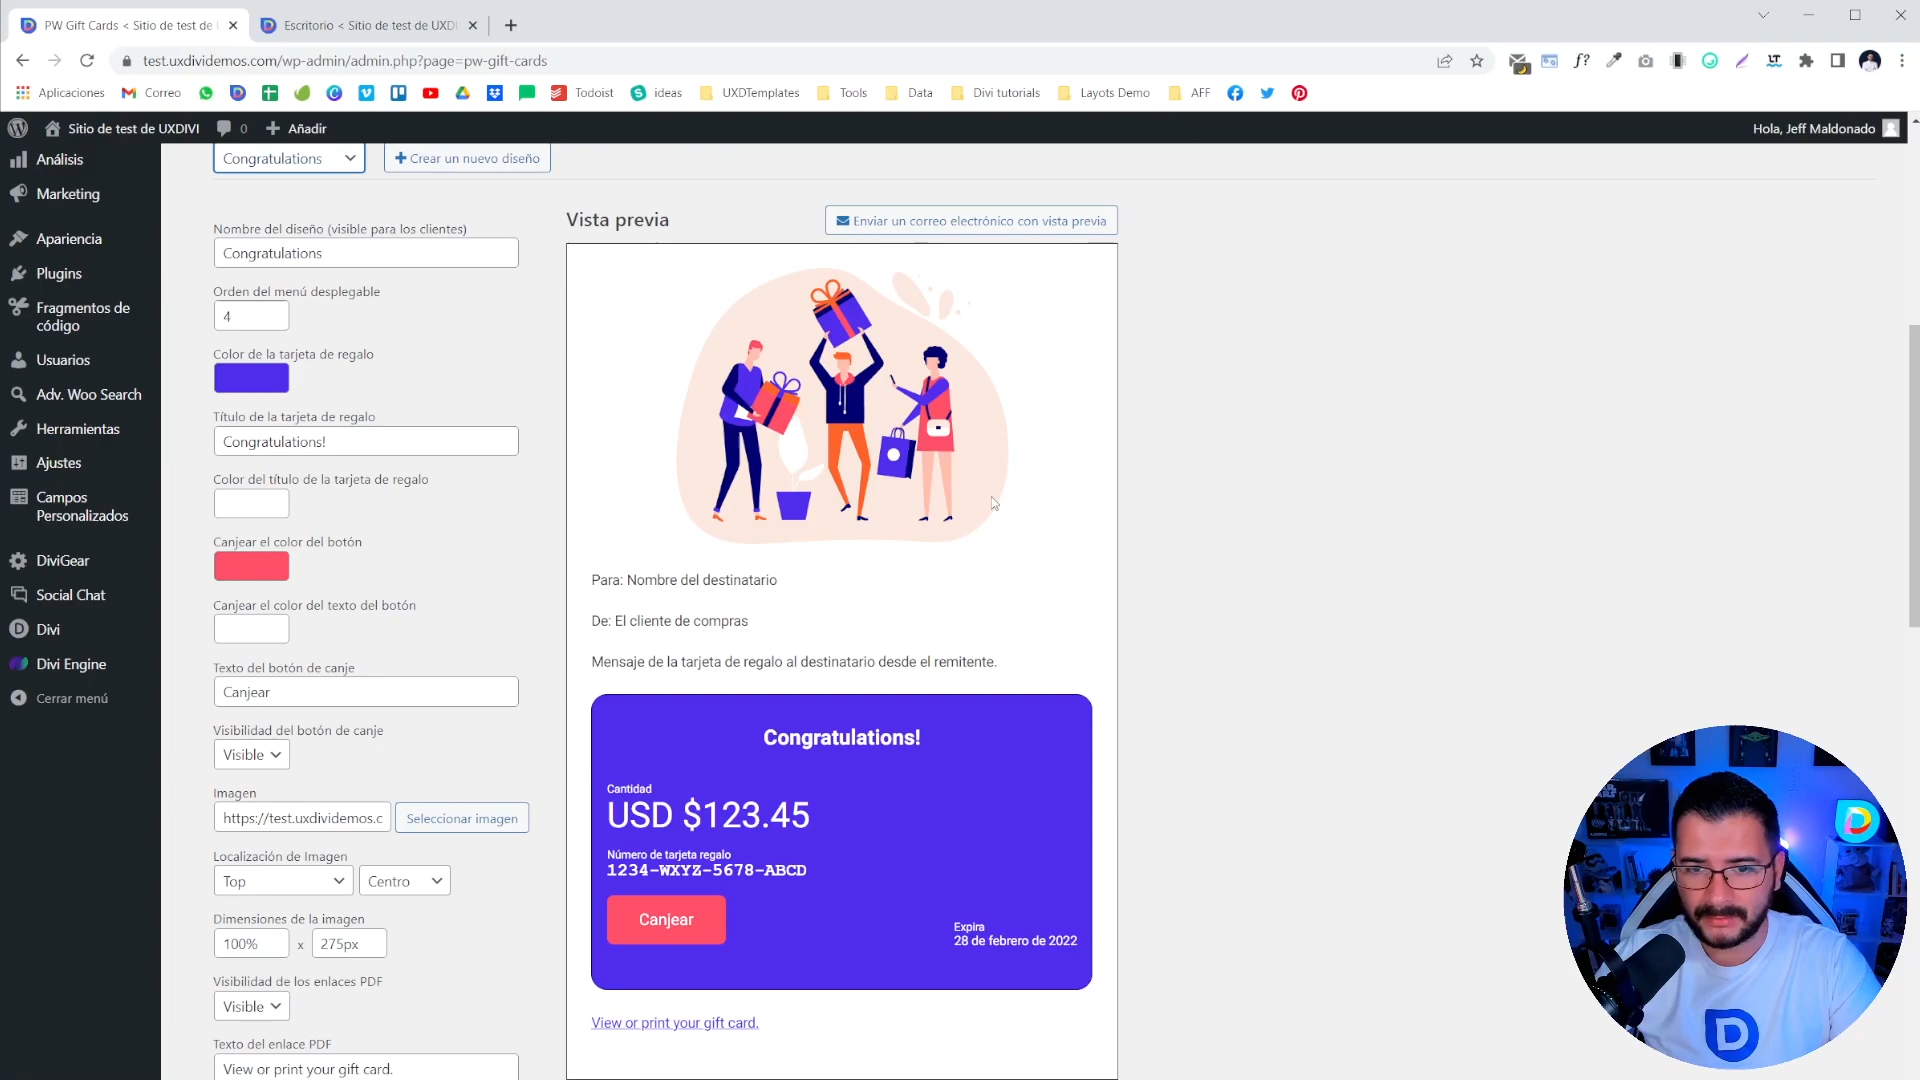 PW Gift Cards < Sitio de test de
Escritorio < Sitio de test de UXDI
test.uxdividemos.com/wp-admin/admin.php?page=pw-gift-cards
Aplicaciones
Correo
Todoist
ideas
UXDTemplates
Tools
Data
Divi tutorials
Layots Demo
AFF
Sitio de test de UXDIVI
0
Añadir
Hola, Jeff Maldonado
Análisis
Marketing
Apariencia
Plugins
Fragmentos de
código
Usuarios
Adv. Woo Search
Herramientas
Ajustes
Campos
Personalizados
DiviGear
Social Chat
Divi
Divi Engine
Cerrar menú
Congratulations
Crear un nuevo diseño
Nombre del diseño (visible para los clientes)
Congratulations
Orden del menú desplegable
4
Color de la tarjeta de regalo
Título de la tarjeta de regalo
Congratulations!
Color del título de la tarjeta de regalo
Canjear el color del botón
Canjear el color del texto del botón
Texto del botón de canje
Canjear
Visibilidad del botón de canje
Visible
Imagen
https://test.uxdividemos.c
Seleccionar imagen
Localización de Imagen
Top
Centro
Dimensiones de la imagen
100% x 275px
Visibilidad de los enlaces PDF
Visible
Texto del enlace PDF
View or print your gift card.
Vista previa
Enviar un correo electrónico con vista previa
Para: Nombre del destinatario
De: El cliente de compras
Mensaje de la tarjeta de regalo al destinatario desde el remitente.
Congratulations!
Cantidad
USD $123.45
Número de tarjeta regalo
1234-WXYZ-5678-ABCD
Canjear
Expira
28 de febrero de 2022
View or print your gift card.